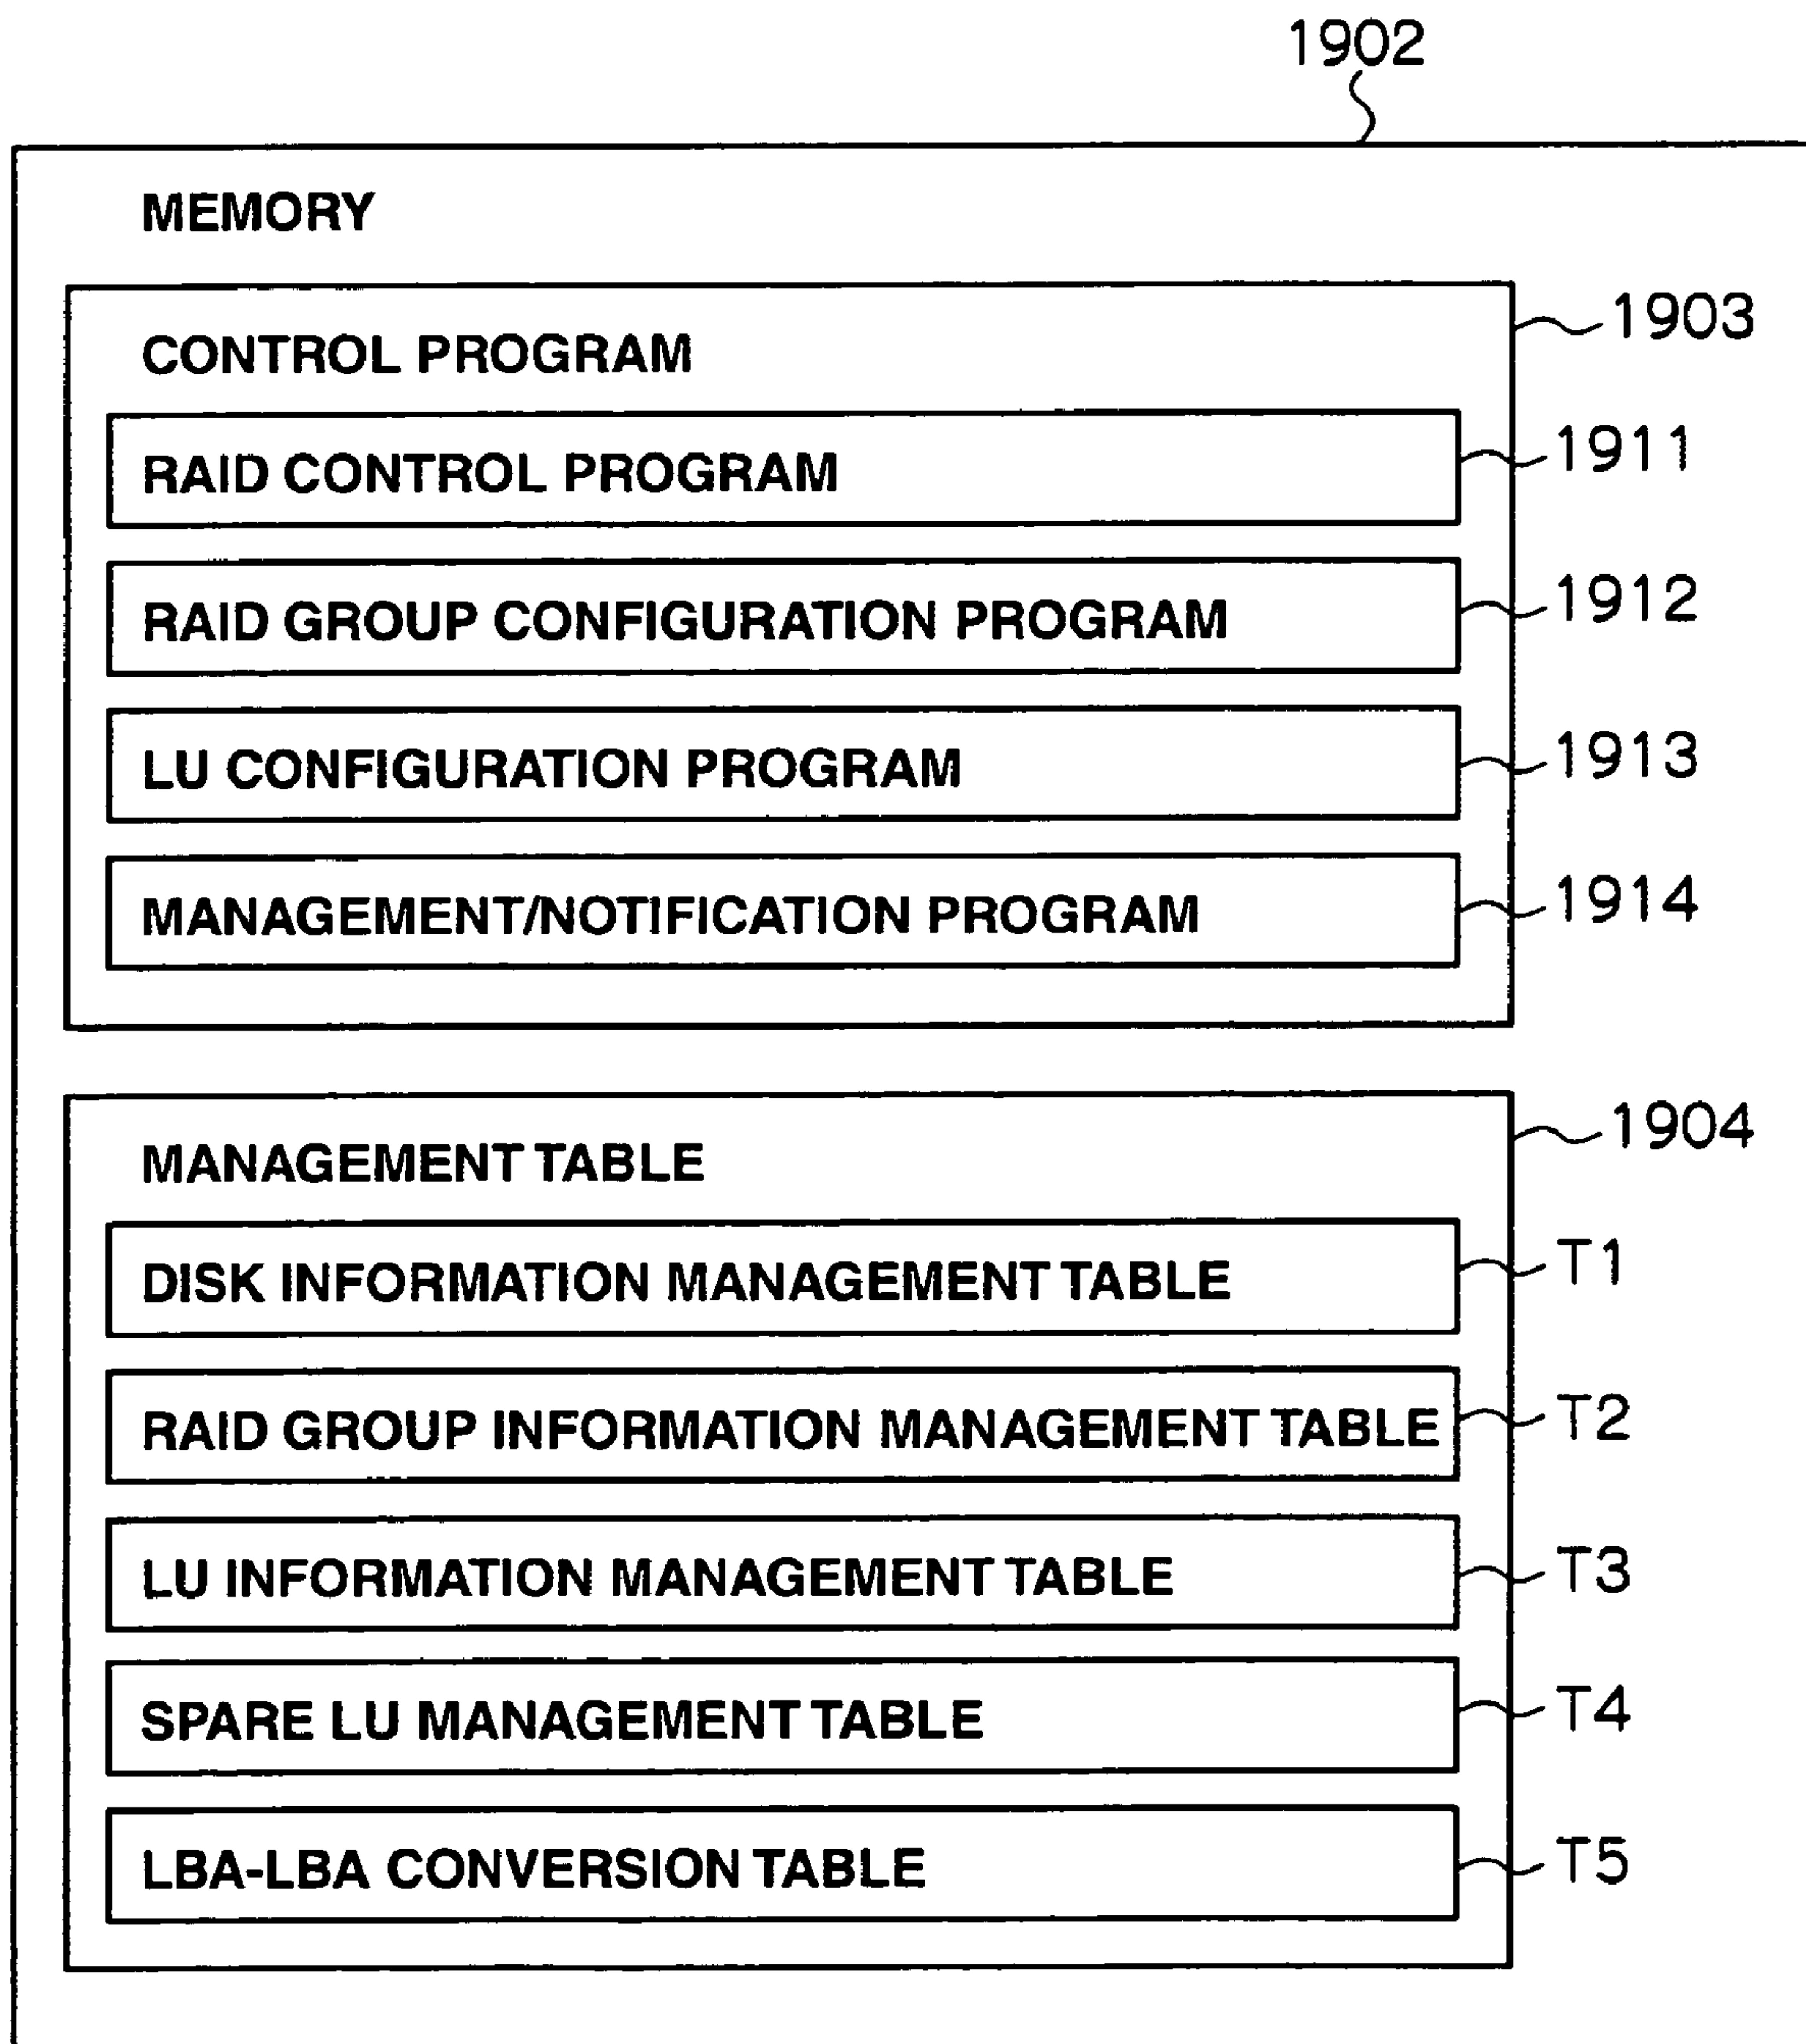 1902
MEMORY
CONTROL PROGRAM
1903
RAID CONTROL PROGRAM
1911
RAID GROUP CONFIGURATION PROGRAM
1912
LU CONFIGURATION PROGRAM
1913
MANAGEMENT/NOTIFICATION PROGRAM
1914
MANAGEMENT TABLE
1904
DISK INFORMATION MANAGEMENT TABLE
T1
RAID GROUP INFORMATION MANAGEMENT TABLE
T2
LU INFORMATION MANAGEMENT TABLE
T3
SPARE LU MANAGEMENT TABLE
T4
LBA-LBA CONVERSION TABLE
T5